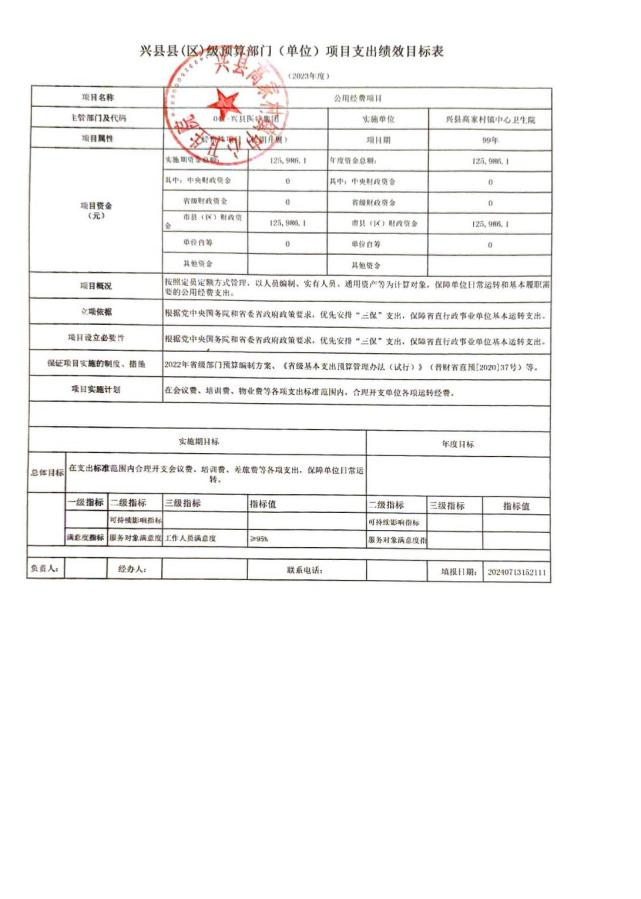 兴县县(区)级预算部门（单位）项目支出绩效目标表
（2023年度）
项目名称 公用经费项目
主管部门及代码 兴县医疗集团 实施单位 兴县高家村镇中心卫生院
项目属性 项目期 99年
项目资金
（元）
实施期资金总额: 125,986.1 年度资金总额: 125,986.1
其中: 中央财政资金 0 其中: 中央财政资金 0
省级财政资金 0 省级财政资金 0
市县（区）财政资金 125,986.1 市县（区）财政资金 125,986.1
单位自筹 0 单位自筹 0
其他资金 其他资金
项目概况 按照定员定额方式管理，以人员编制、实有人员、通用资产等为计算对象，保障单位日常运转和基本履职需
要的公用经费支出。
立项依据 根据党中央国务院和省委省政府政策要求，优先安排“三保”支出，保障省直行政事业单位基本运转支出。
项目设立必要性 根据党中央国务院和省委省政府政策要求，优先安排“三保”支出，保障省直行政事业单位基本运转支出。
保证项目实施的制度、措施 2022年省级部门预算编制方案、《省级基本支出预算管理办法（试行）》（晋财省直预[2020]37号）等。
项目实施计划 在会议费、培训费、物业费等各项支出标准范围内，合理开支单位各项运转经费。
实施期目标 年度目标
总体目标 在支出标准范围内合理开支会议费、培训费、差旅费等各项支出，保障单位日常运
转。
一级指标 二级指标 三级指标 指标值 二级指标 三级指标 指标值
可持续影响指标 可持续影响指标
满意度指标 服务对象满意度 工作人员满意度 ≥95% 服务对象满意度指
负责人: 经办人: 联系电话: 填报日期: 20240713152111
兴县高家村镇中心卫生院